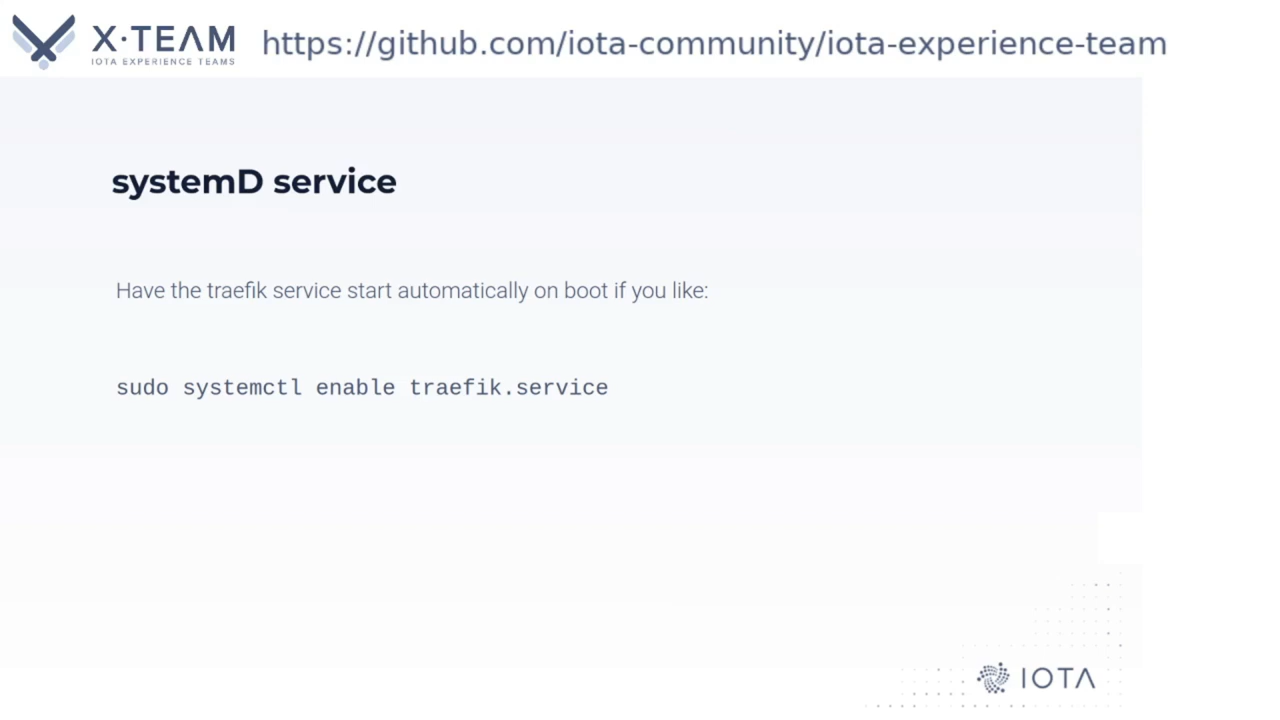 X·TEAM
IOTA EXPERIENCE TEAMS
https://github.com/iota-community/iota-experience-team
systemD service
Have the traefik service start automatically on boot if you like:
sudo systemctl enable traefik.service
IOTA